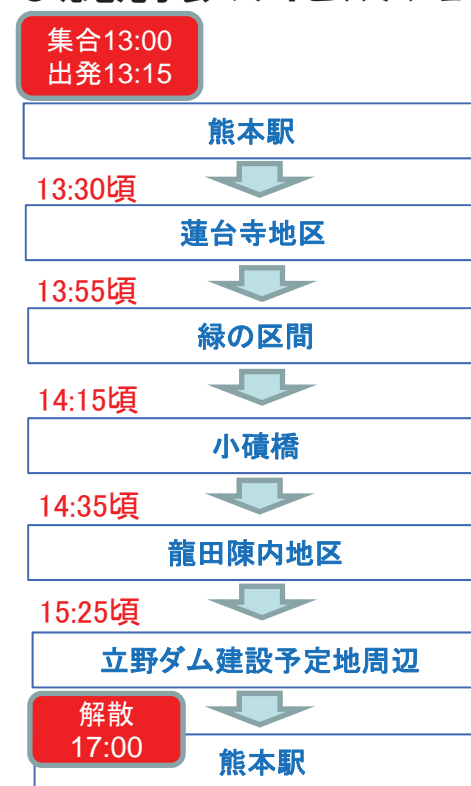 集合13:00
出発13:15
熊本駅
13:30頃
蓮台寺地区
13:55頃
緑の区間
14:15頃
小磧橋
14:35頃
龍田陳内地区
15:25頃
立野ダム建設予定地周辺
解散
17:00
熊本駅